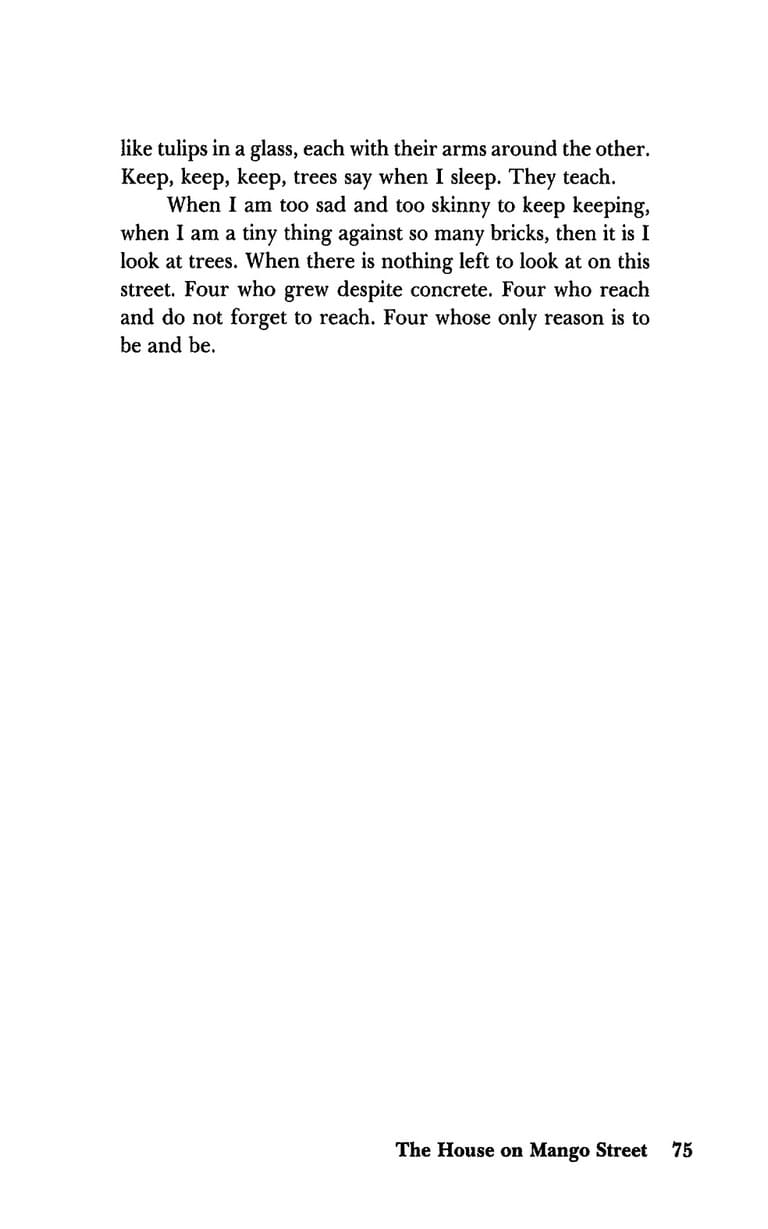 like tulips in a glass, each with their arms around the other.
Keep, keep, keep, trees say when I sleep. They teach.
When I am too sad and too skinny to keep keeping,
when I am a tiny thing against so many bricks, then it is I
look at trees. When there is nothing left to look at on this
street. Four who grew despite concrete. Four who reach
and do not forget to reach. Four whose only reason is to
be and be.
The House on Mango Street 75